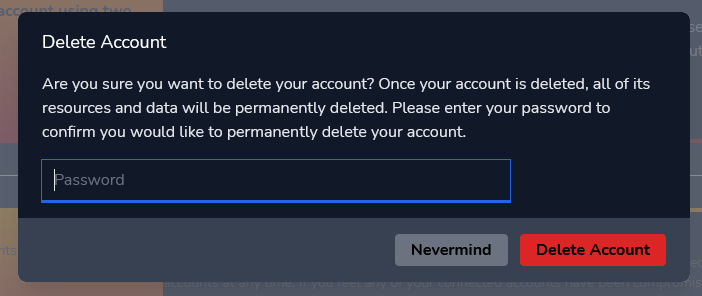 account using two
Delete Account
Are you sure you want to delete your account? Once your account is deleted, all of its
resources and data will be permanently deleted. Please enter your password to
confirm you would like to permanently delete your account.
Password
Nevermind
Delete Account
accounts at any time. If you feel any of your connected accounts have been compromis